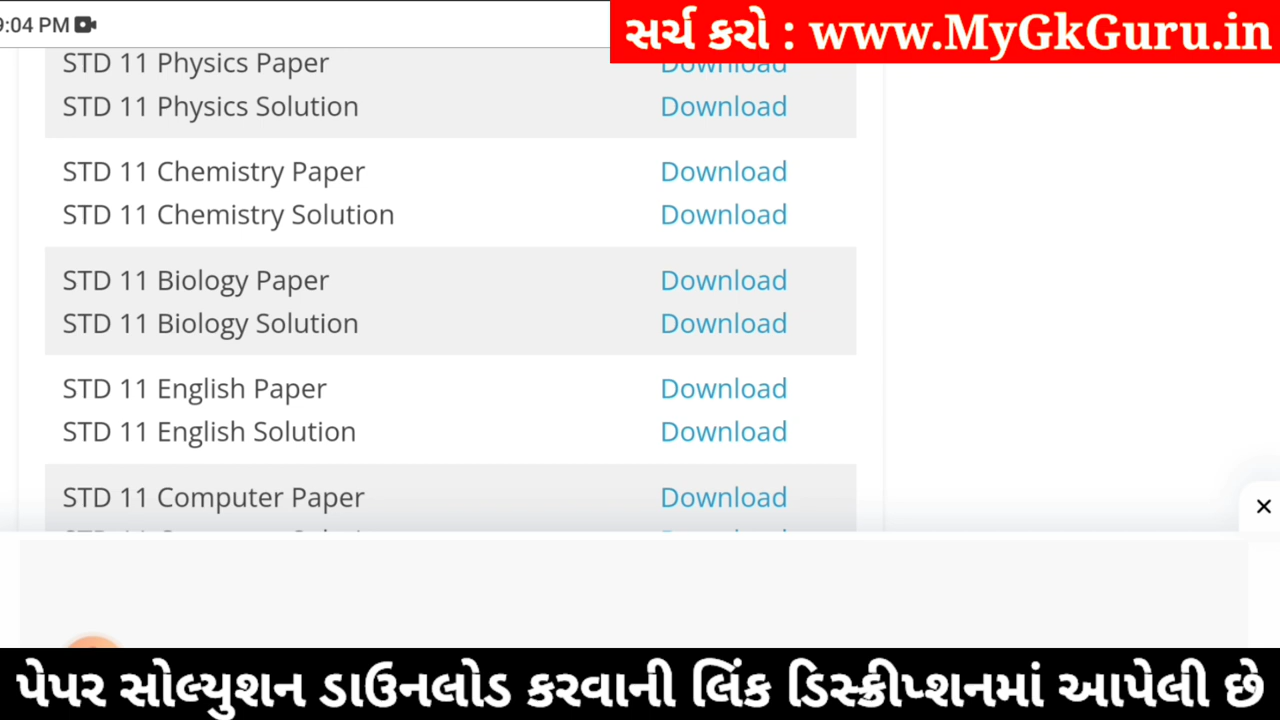 9:04 PM
સર્ચ કરો : www.MyGkGuru.in
STD 11 Physics Paper Download
STD 11 Physics Solution Download
STD 11 Chemistry Paper Download
STD 11 Chemistry Solution Download
STD 11 Biology Paper Download
STD 11 Biology Solution Download
STD 11 English Paper Download
STD 11 English Solution Download
STD 11 Computer Paper Download
પેપર સોલ્યુશન ડાઉનલોડ કરવાની લિંક ડિસ્ક્રીપ્શનમાં આપેલી છે